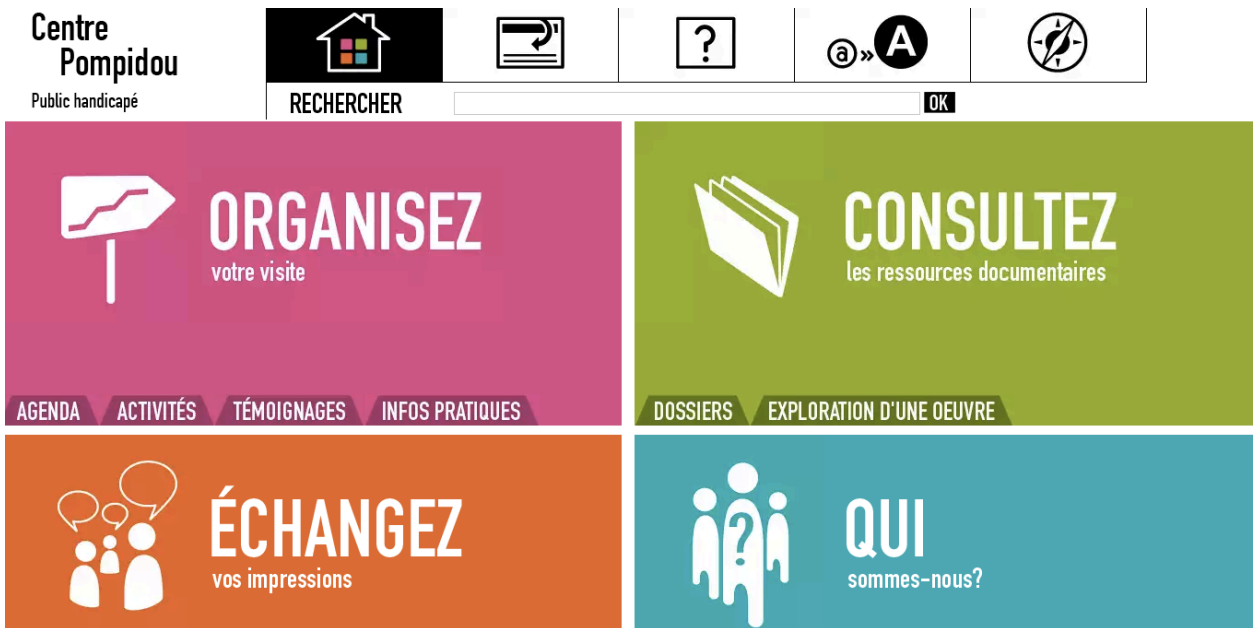 Centre
Pompidou
Public handicapé
?
@»A
RECHERCHER
OK
ORGANISEZ
votre visite
AGENDA ACTIVITÉS TÉMOIGNAGES INFOS PRATIQUES
CONSULTEZ
les ressources documentaires
DOSSIERS EXPLORATION D'UNE OEUVRE
ÉCHANGEZ
vos impressions
?
QUI
sommes-nous?